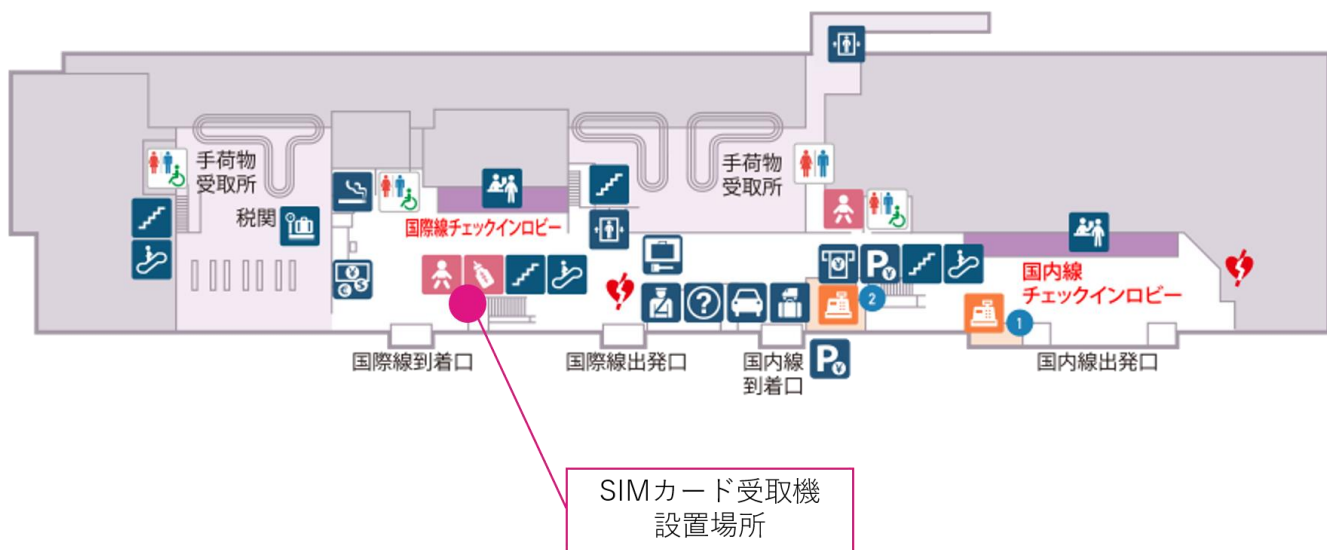 手荷物
受取所
税関
国際線チェックインロビー
手荷物
受取所
国内線
チェックインロビー
2
1
国際線到着口
国際線出発口
国内線
到着口
P
P
国内線出発口
SIMカード受取機
設置場所